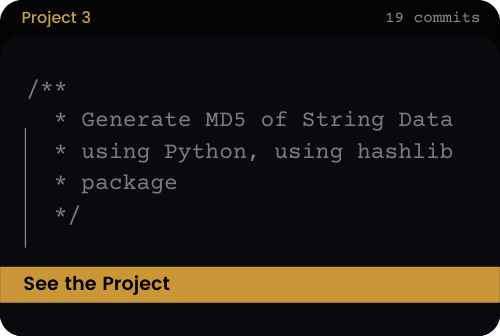 Project 3
19 commits
/**
* Generate MD5 of String Data
* using Python, using hashlib
* package
*/
See the Project